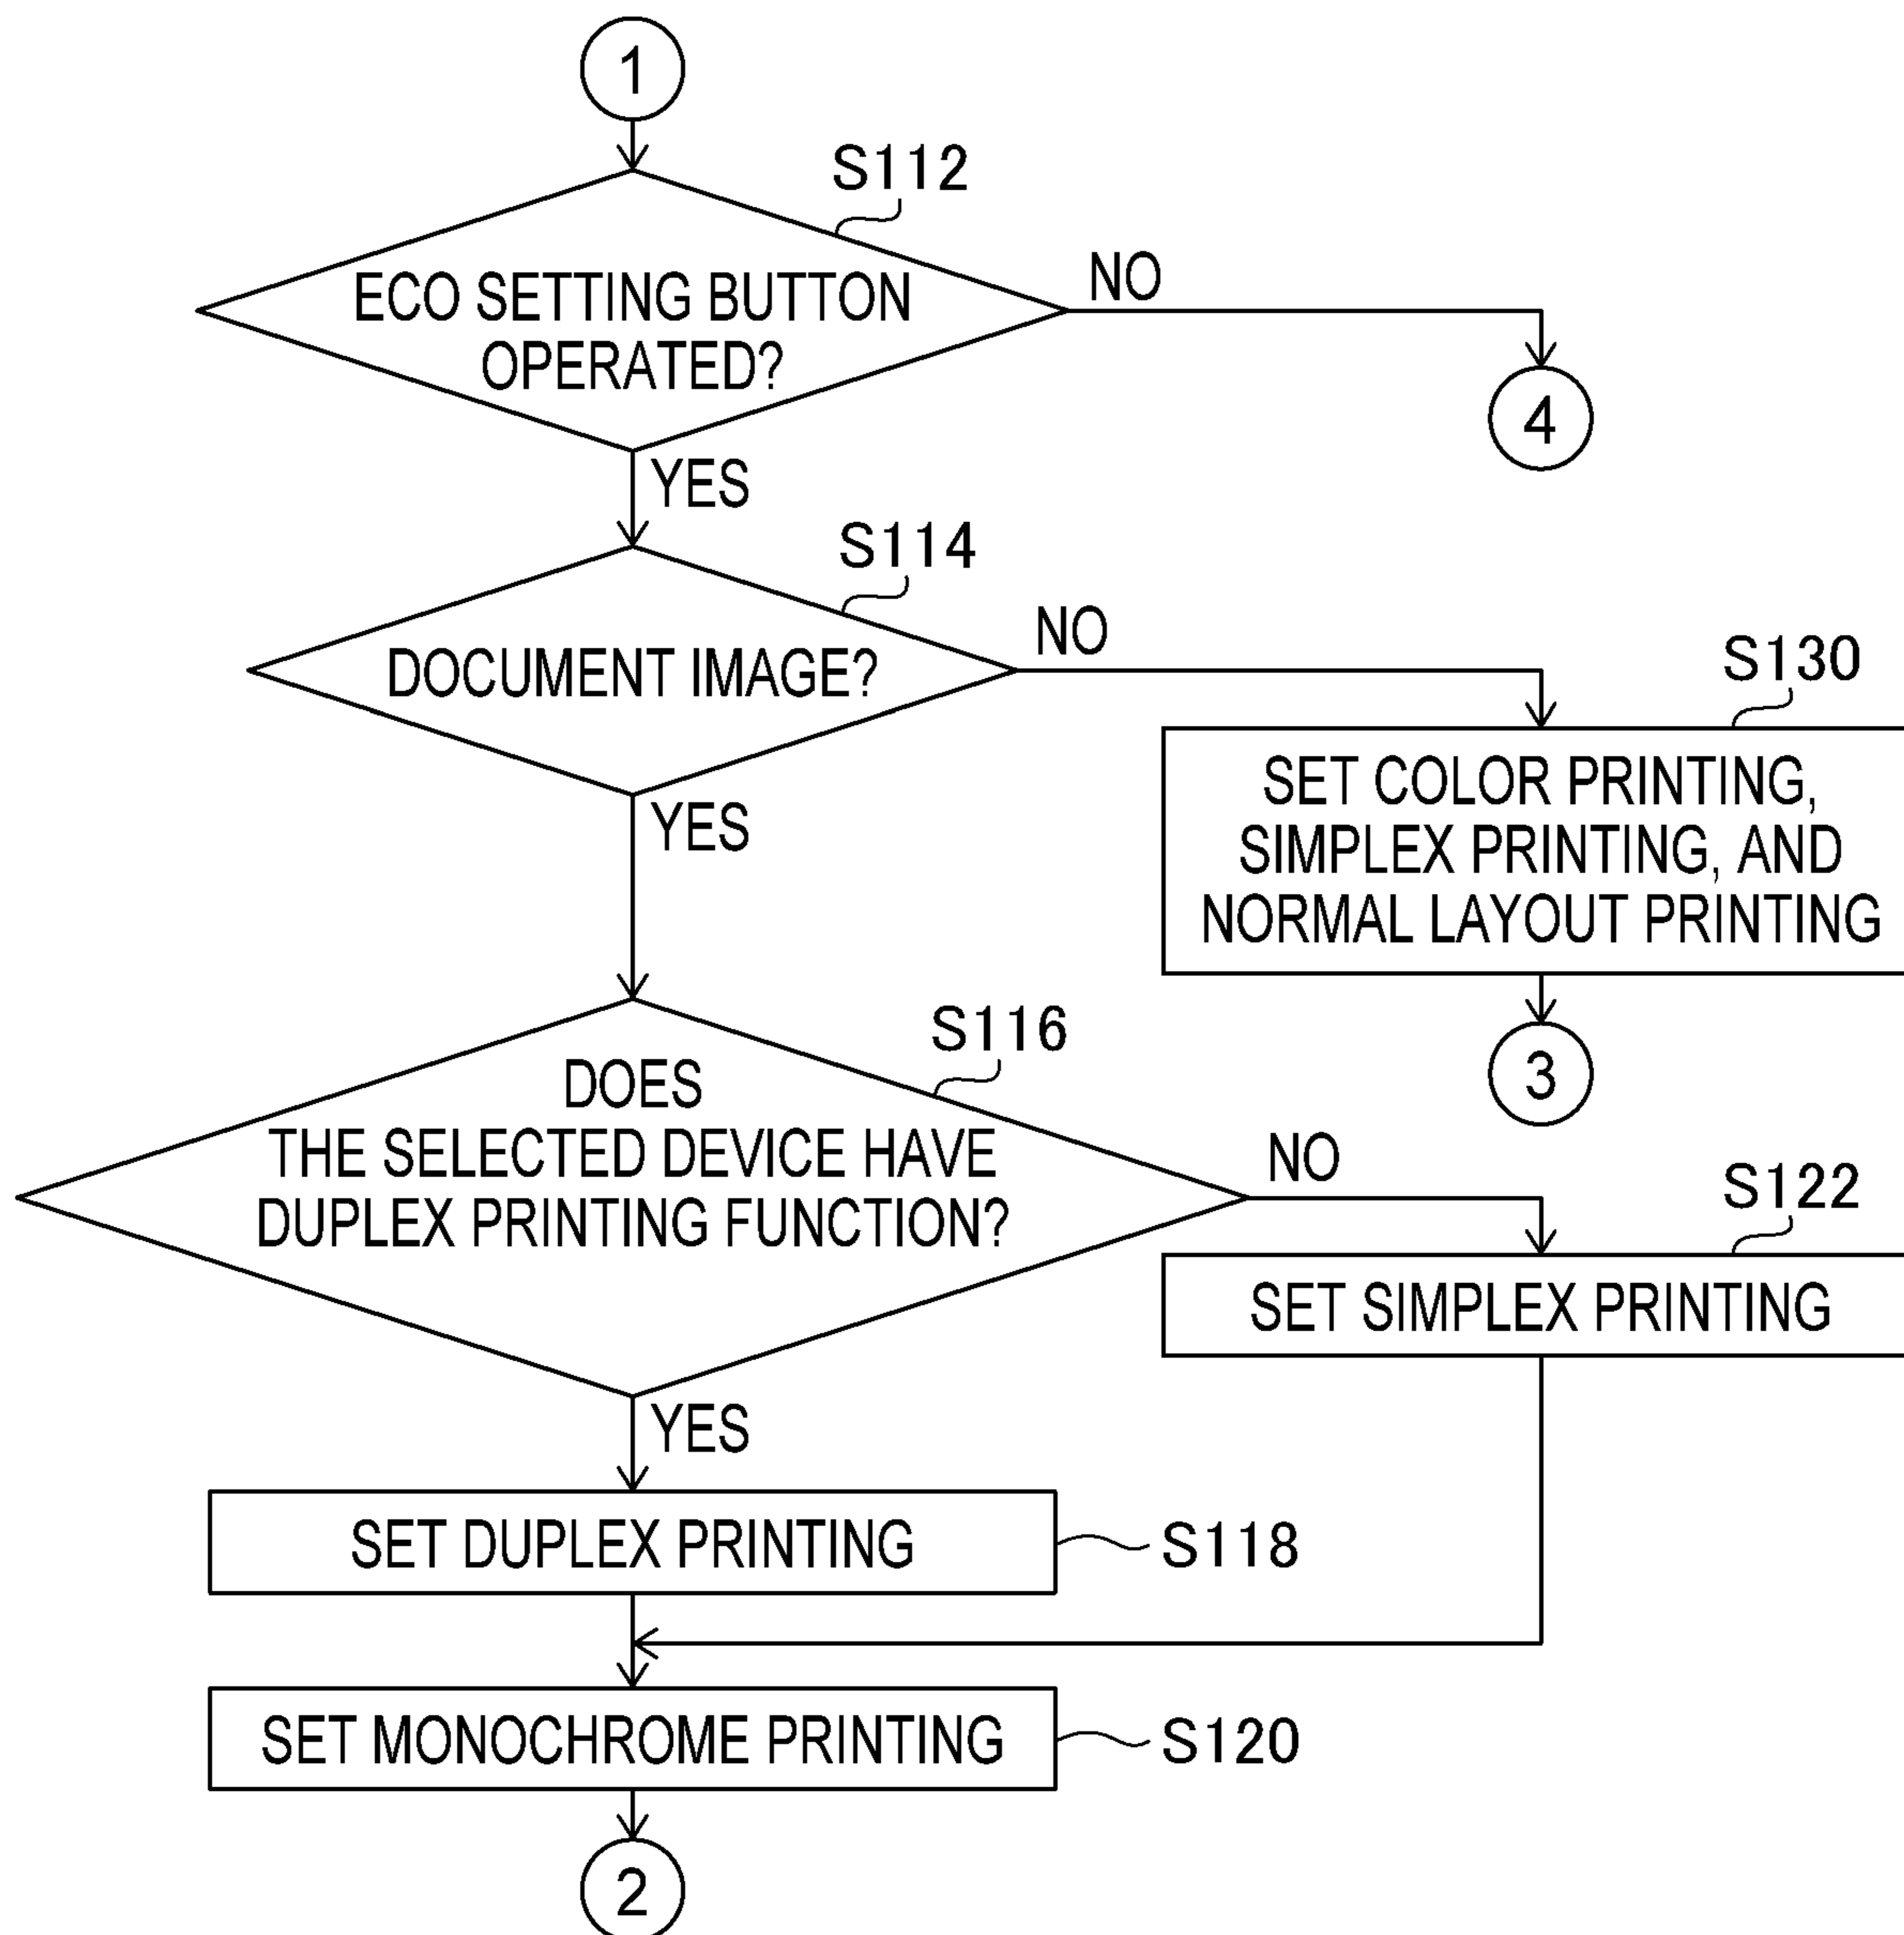 1
S112
ECO SETTING BUTTON
OPERATED?
NO
4
YES
S114
DOCUMENT IMAGE?
NO
S130
SET COLOR PRINTING,
SIMPLEX PRINTING, AND
NORMAL LAYOUT PRINTING
3
YES
S116
DOES
THE SELECTED DEVICE HAVE
DUPLEX PRINTING FUNCTION?
NO
S122
SET SIMPLEX PRINTING
YES
SET DUPLEX PRINTING
S118
SET MONOCHROME PRINTING
S120
2